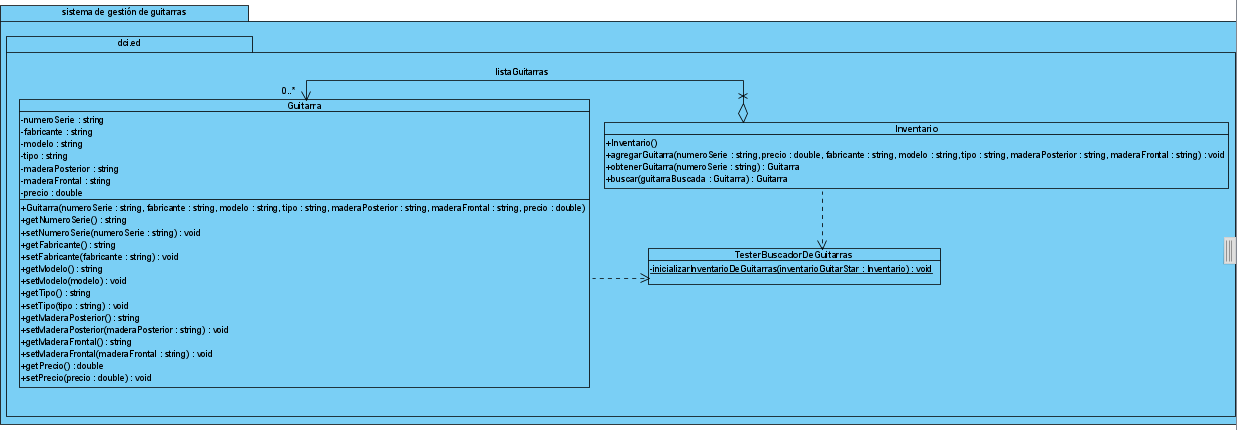 sistema de gestión de guitarras
dci.ed
listaGuitarras
0..*
Guitarra
-numeroSerie : string
-fabricante : string
-modelo : string
-tipo : string
-maderaPosterior : string
-maderaFrontal : string
-precio : double
+Guitarra(numeroSerie : string, fabricante : string, modelo : string, tipo : string, maderaPosterior : string, maderaFrontal : string, precio : double)
+getNumeroSerie() : string
+setNumeroSerie(numeroSerie : string) : void
+getFabricante() : string
+setFabricante(fabricante : string) : void
+getModelo() : string
+setModelo(modelo) : void
+getTipo() : string
+setTipo(tipo : string) : void
+getMaderaPosterior() : string
+setMaderaPosterior(maderaPosterior : string) : void
+getMaderaFrontal() : string
+setMaderaFrontal(maderaFrontal : string) : void
+getPrecio() : double
+setPrecio(precio : double) : void
Inventario
+Inventario()
+agregarGuitarra(numeroSerie : string, precio : double, fabricante : string, modelo : string, tipo : string, maderaPosterior : string, maderaFrontal : string) : void
+obtenerGuitarra(numeroSerie : string) : Guitarra
+buscar(guitarraBuscada : Guitarra) : Guitarra
TesterBuscadorDeGuitarras
-inicializarInventarioDeGuitarras(inventarioGuitarStar : Inventario) : void